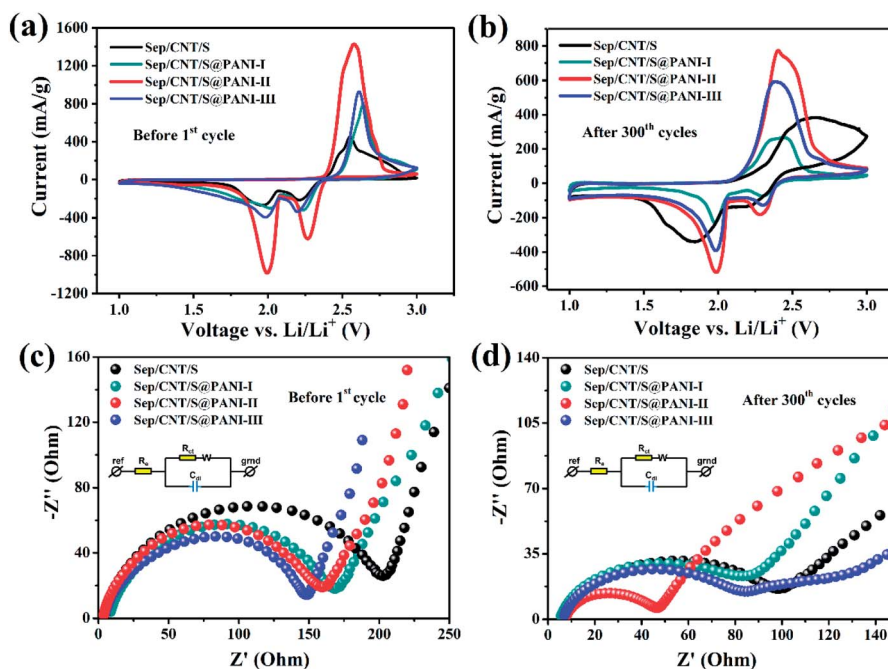 (a)
1600
1200
800
400
0
-400
-800
-1200
Current (mA/g)
Sep/CNT/S
Sep/CNT/S@PANI-I
Sep/CNT/S@PANI-II
Sep/CNT/S@PANI-III
Before 1st cycle
1.0 1.5 2.0 2.5 3.0
Voltage vs. Li/Li+ (V)
(b)
800
600
400
200
0
-200
-400
-600
Current (mA/g)
Sep/CNT/S
Sep/CNT/S@PANI-I
Sep/CNT/S@PANI-II
Sep/CNT/S@PANI-III
After 300th cycles
1.0 1.5 2.0 2.5 3.0
Voltage vs. Li/Li+ (V)
(c)
160
120
80
40
0
-Z'' (Ohm)
Sep/CNT/S
Sep/CNT/S@PANI-I
Sep/CNT/S@PANI-II
Sep/CNT/S@PANI-III
Before 1st cycle
ref Rs Rct W Cdl grnd
0 50 100 150 200 250
Z' (Ohm)
(d)
140
105
70
35
0
-Z'' (Ohm)
Sep/CNT/S
Sep/CNT/S@PANI-I
Sep/CNT/S@PANI-II
Sep/CNT/S@PANI-III
After 300th cycles
ref Rs Rct W Cdl grnd
0 20 40 60 80 100 120 140
Z' (Ohm)